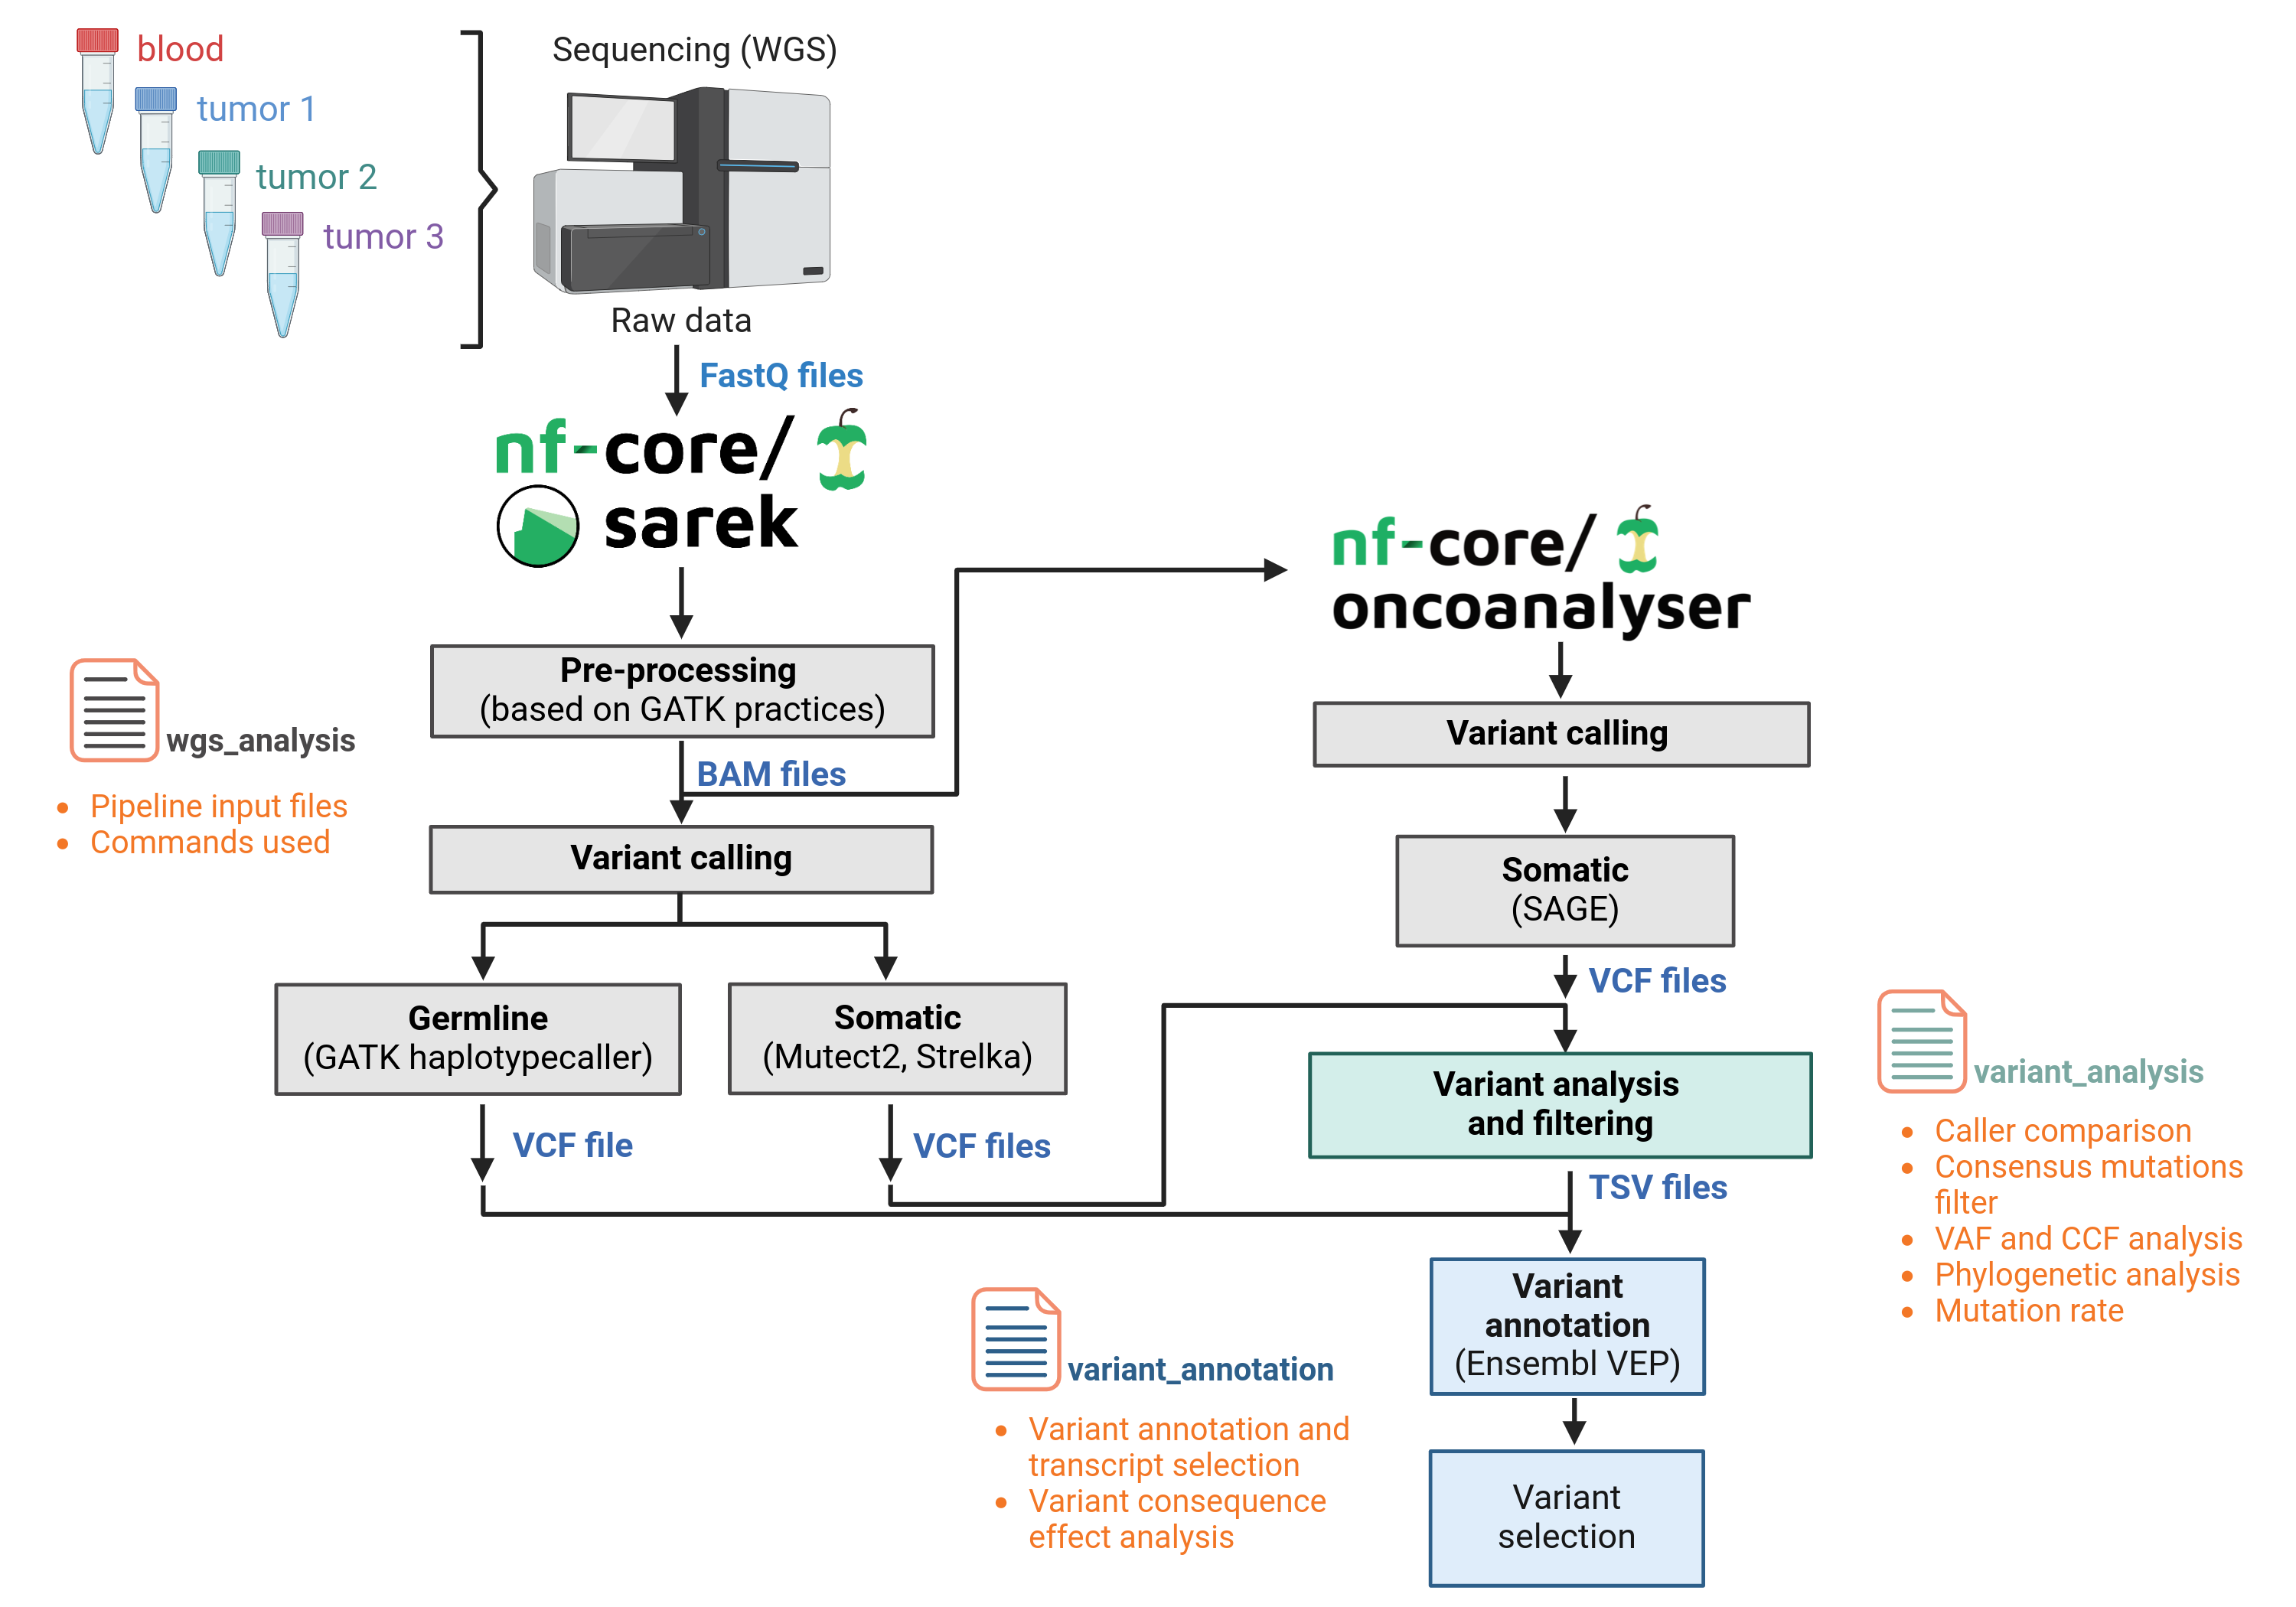 blood
tumor 1
tumor 2
tumor 3
Sequencing (WGS)
Raw data
FastQ files
nf-core/
sarek
Pre-processing
(based on GATK practices)
BAM files
wgs_analysis
• Pipeline input files
• Commands used
Variant calling
Germline
(GATK haplotypecaller)
Somatic
(Mutect2, Strelka)
VCF file
VCF files
nf-core/
oncoanalyser
Variant calling
Somatic
(SAGE)
VCF files
Variant analysis
and filtering
TSV files
variant_analysis
• Caller comparison
• Consensus mutations
filter
• VAF and CCF analysis
• Phylogenetic analysis
• Mutation rate
Variant
annotation
(Ensembl VEP)
variant_annotation
• Variant annotation and
transcript selection
• Variant consequence
effect analysis
Variant
selection